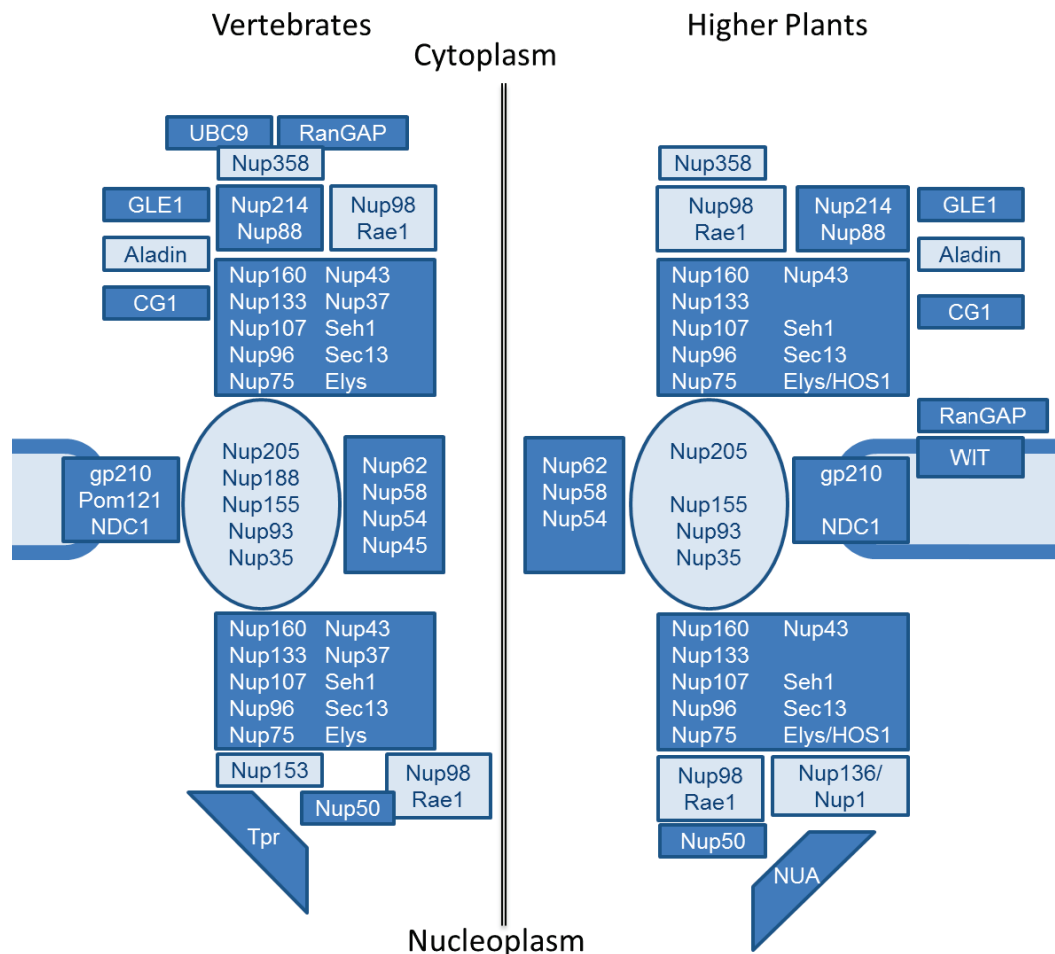 Vertebrates
Higher Plants
Cytoplasm
UBC9
RanGAP
Nup358
GLE1
Nup214
Nup88
Nup98
Rae1
Aladin
CG1
Nup160 Nup43
Nup133 Nup37
Nup107 Seh1
Nup96 Sec13
Nup75 Elys
gp210
Pom121
NDC1
Nup205
Nup188
Nup155
Nup93
Nup35
Nup62
Nup58
Nup54
Nup45
Nup160 Nup43
Nup133 Nup37
Nup107 Seh1
Nup96 Sec13
Nup75 Elys
Nup153
Nup98
Rae1
Nup50
Tpr
Nup358
Nup98
Rae1
Nup214
Nup88
GLE1
Aladin
CG1
Nup160 Nup43
Nup133
Nup107 Seh1
Nup96 Sec13
Nup75 Elys/HOS1
RanGAP
WIT
Nup62
Nup58
Nup54
Nup205
Nup155
Nup93
Nup35
gp210
NDC1
Nup160 Nup43
Nup133
Nup107 Seh1
Nup96 Sec13
Nup75 Elys/HOS1
Nup98
Rae1
Nup136/
Nup1
Nup50
NUA
Nucleoplasm